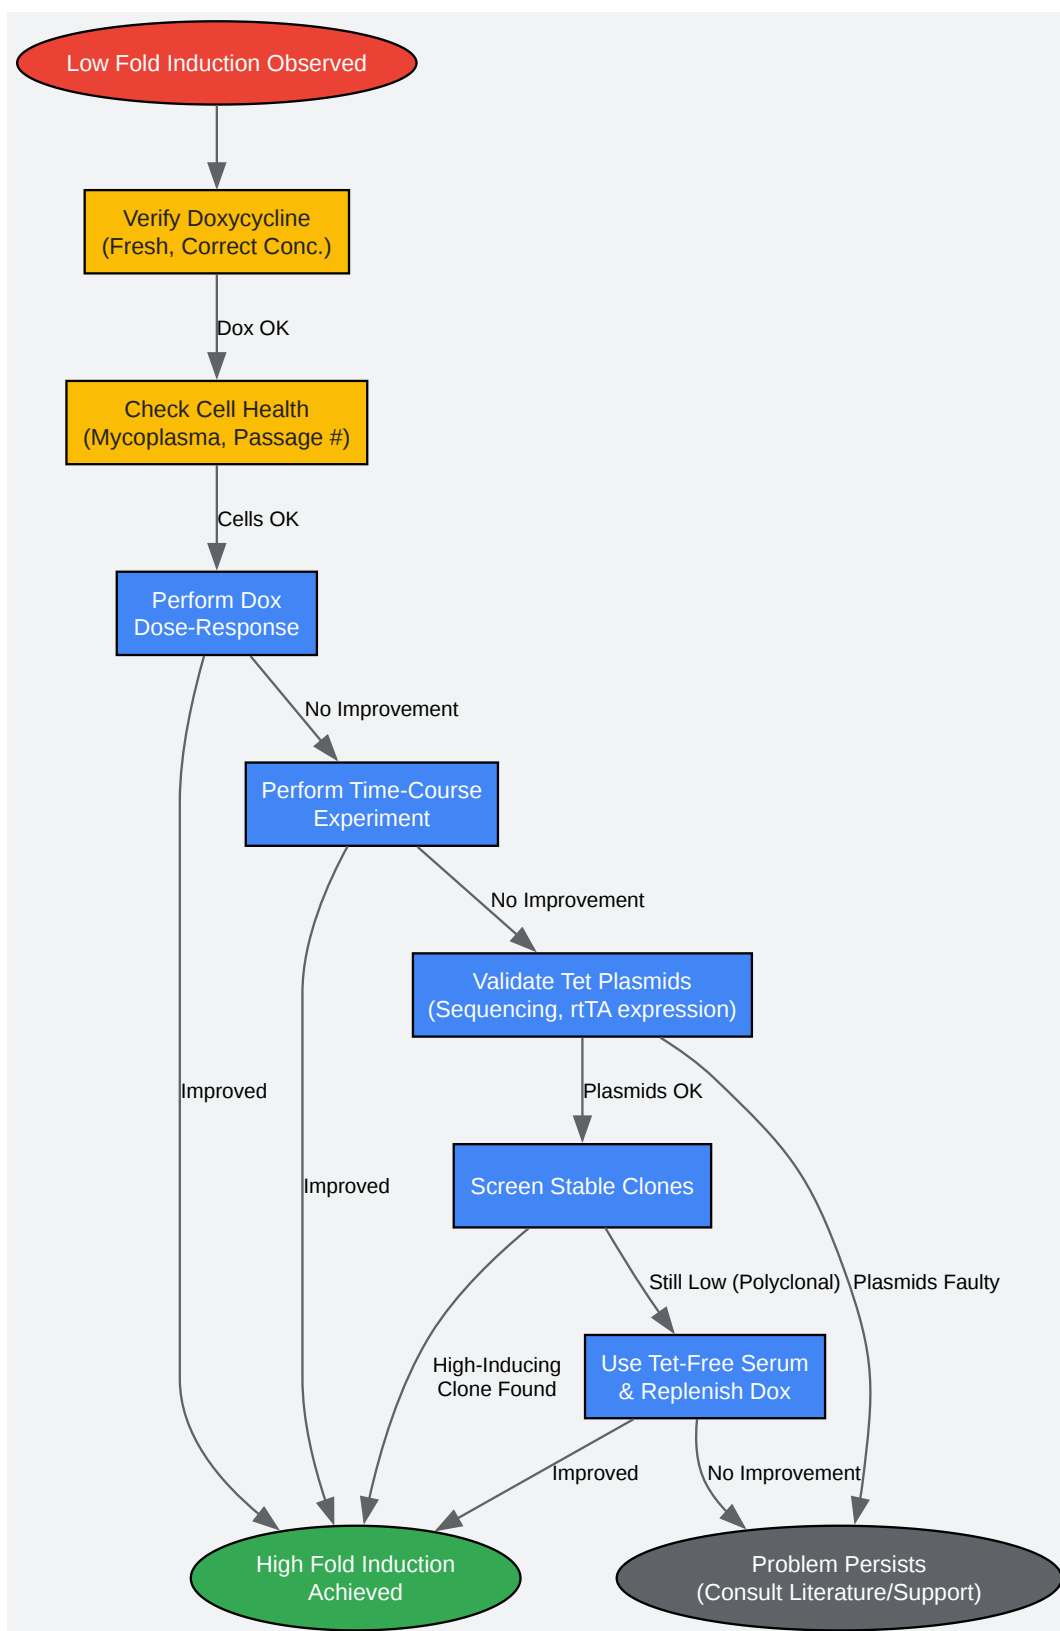 Low Fold Induction Observed
Verify Doxycycline
(Fresh, Correct Conc.)
Dox OK
Check Cell Health
(Mycoplasma, Passage #)
Cells OK
Perform Dox
Dose-Response
No Improvement
Perform Time-Course
Experiment
No Improvement
Validate Tet Plasmids
(Sequencing, rtTA expression)
Improved
Plasmids OK
Improved
Screen Stable Clones
Still Low (Polyclonal)
Plasmids Faulty
High-Inducing
Clone Found
Use Tet-Free Serum
& Replenish Dox
Improved
No Improvement
High Fold Induction
Achieved
Problem Persists
(Consult Literature/Support)